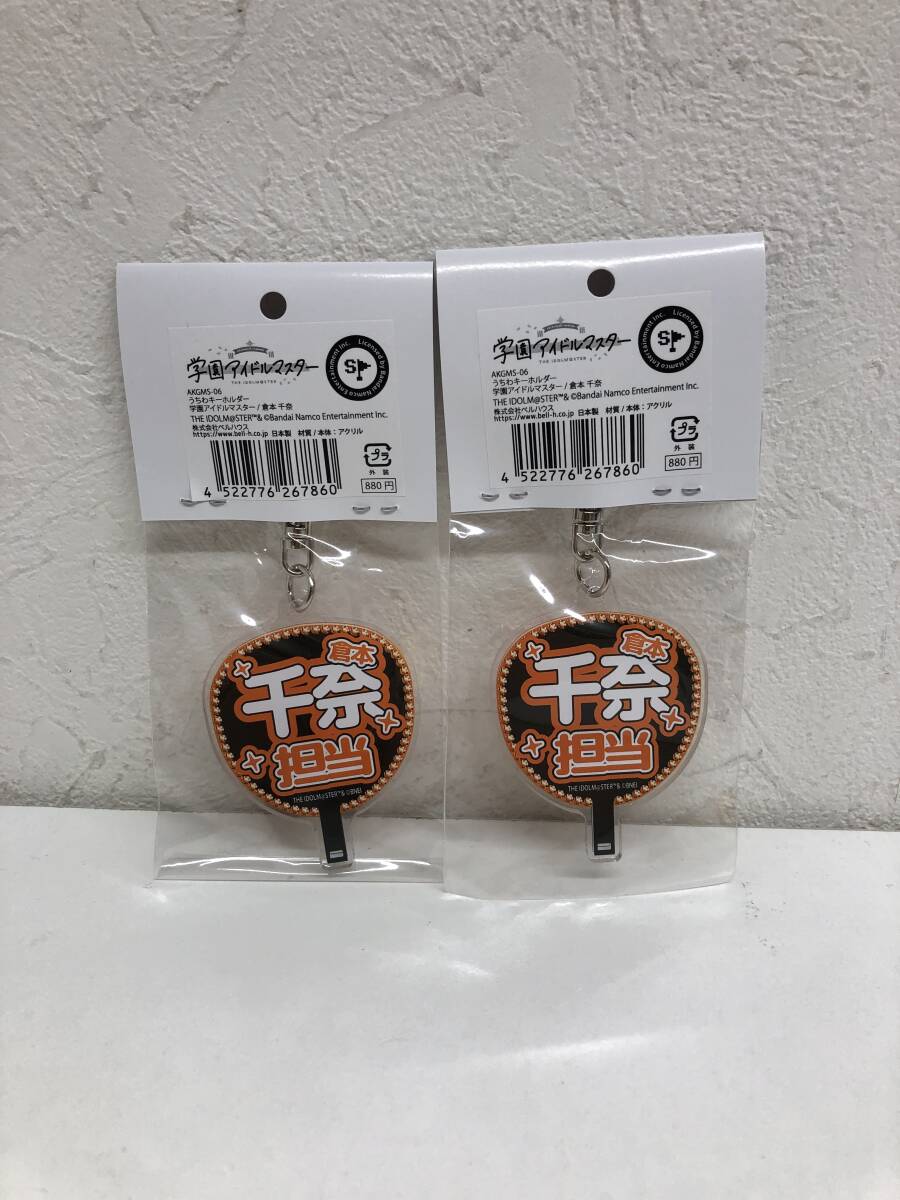 学園アイドルマスター
THE IDOLM@STER
Licensed by Bandai Namco Entertainment Inc.
S
AKGMS-06
うちわキーホルダー
学園アイドルマスター / 倉本 千奈
THE IDOLM@STER™& ©Bandai Namco Entertainment Inc.
株式会社ベルハウス
https://www.bell-h.co.jp 日本製 材質 / 本体：アクリル
プラ
外装
4 522776 267860
880 円
倉本
千奈
担当
THE IDOLM@STER™& ©BNEI
学園アイドルマスター
THE IDOLM@STER
Licensed by Bandai Namco Entertainment Inc.
S
AKGMS-06
うちわキーホルダー
学園アイドルマスター / 倉本 千奈
THE IDOLM@STER™& ©Bandai Namco Entertainment Inc.
株式会社ベルハウス
https://www.bell-h.co.jp 日本製 材質 / 本体：アクリル
プラ
外装
4 522776 267860
880 円
倉本
千奈
担当
THE IDOLM@STER™& ©BNEI